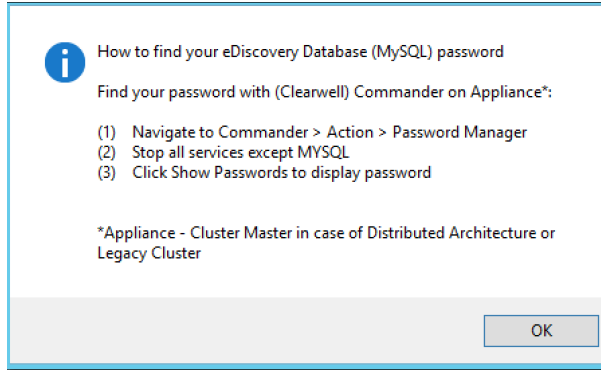 How to find your eDiscovery Database (MySQL) password
Find your password with (Clearwell) Commander on Appliance*:
(1) Navigate to Commander > Action > Password Manager
(2) Stop all services except MYSQL
(3) Click Show Passwords to display password
*Appliance - Cluster Master in case of Distributed Architecture or
Legacy Cluster
OK